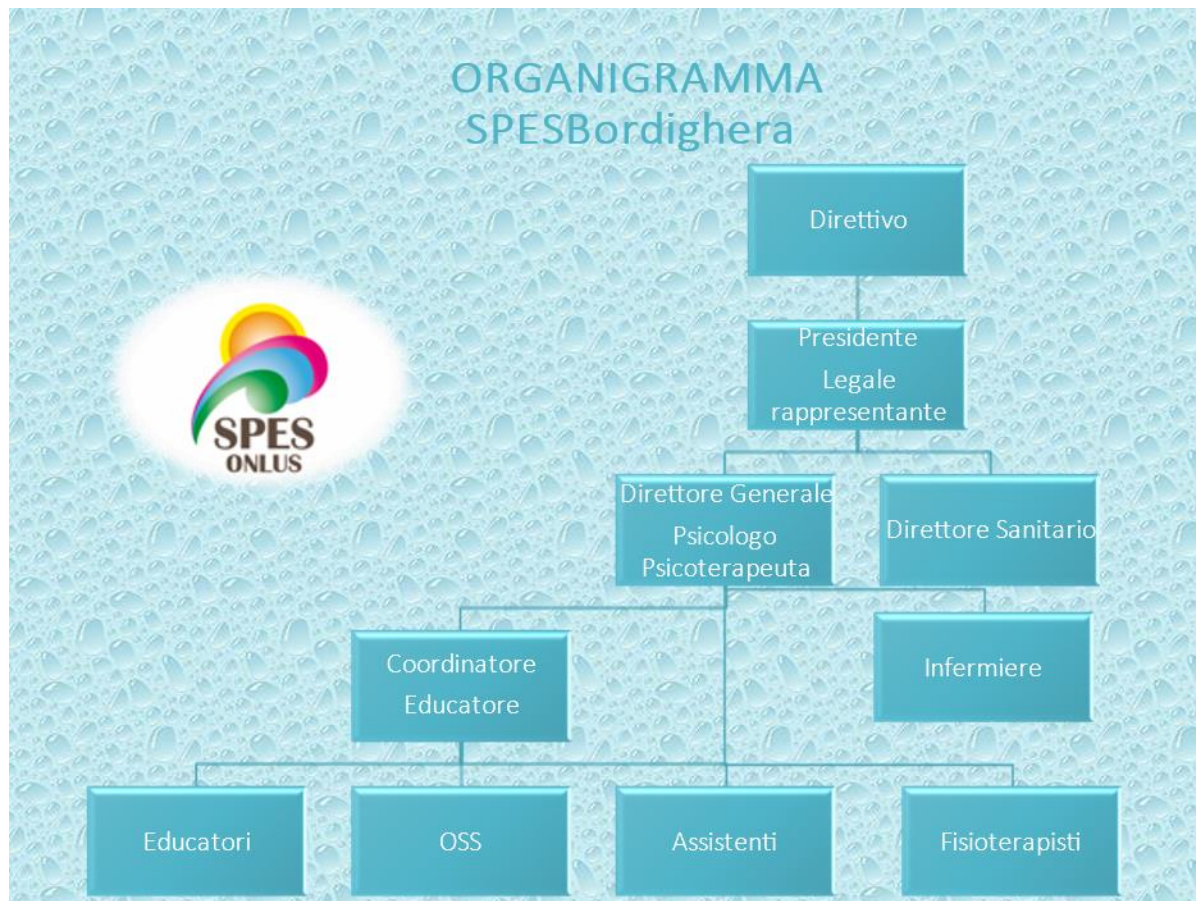 ORGANIGRAMMA
SPESBordighera
Direttivo
Presidente
Legale
rappresentante
SPES
ONLUS
Direttore Generale
Psicologo
Psicoterapeuta
Direttore Sanitario
Coordinatore
Educatore
Infermiere
Educatori
OSS
Assistenti
Fisioterapisti